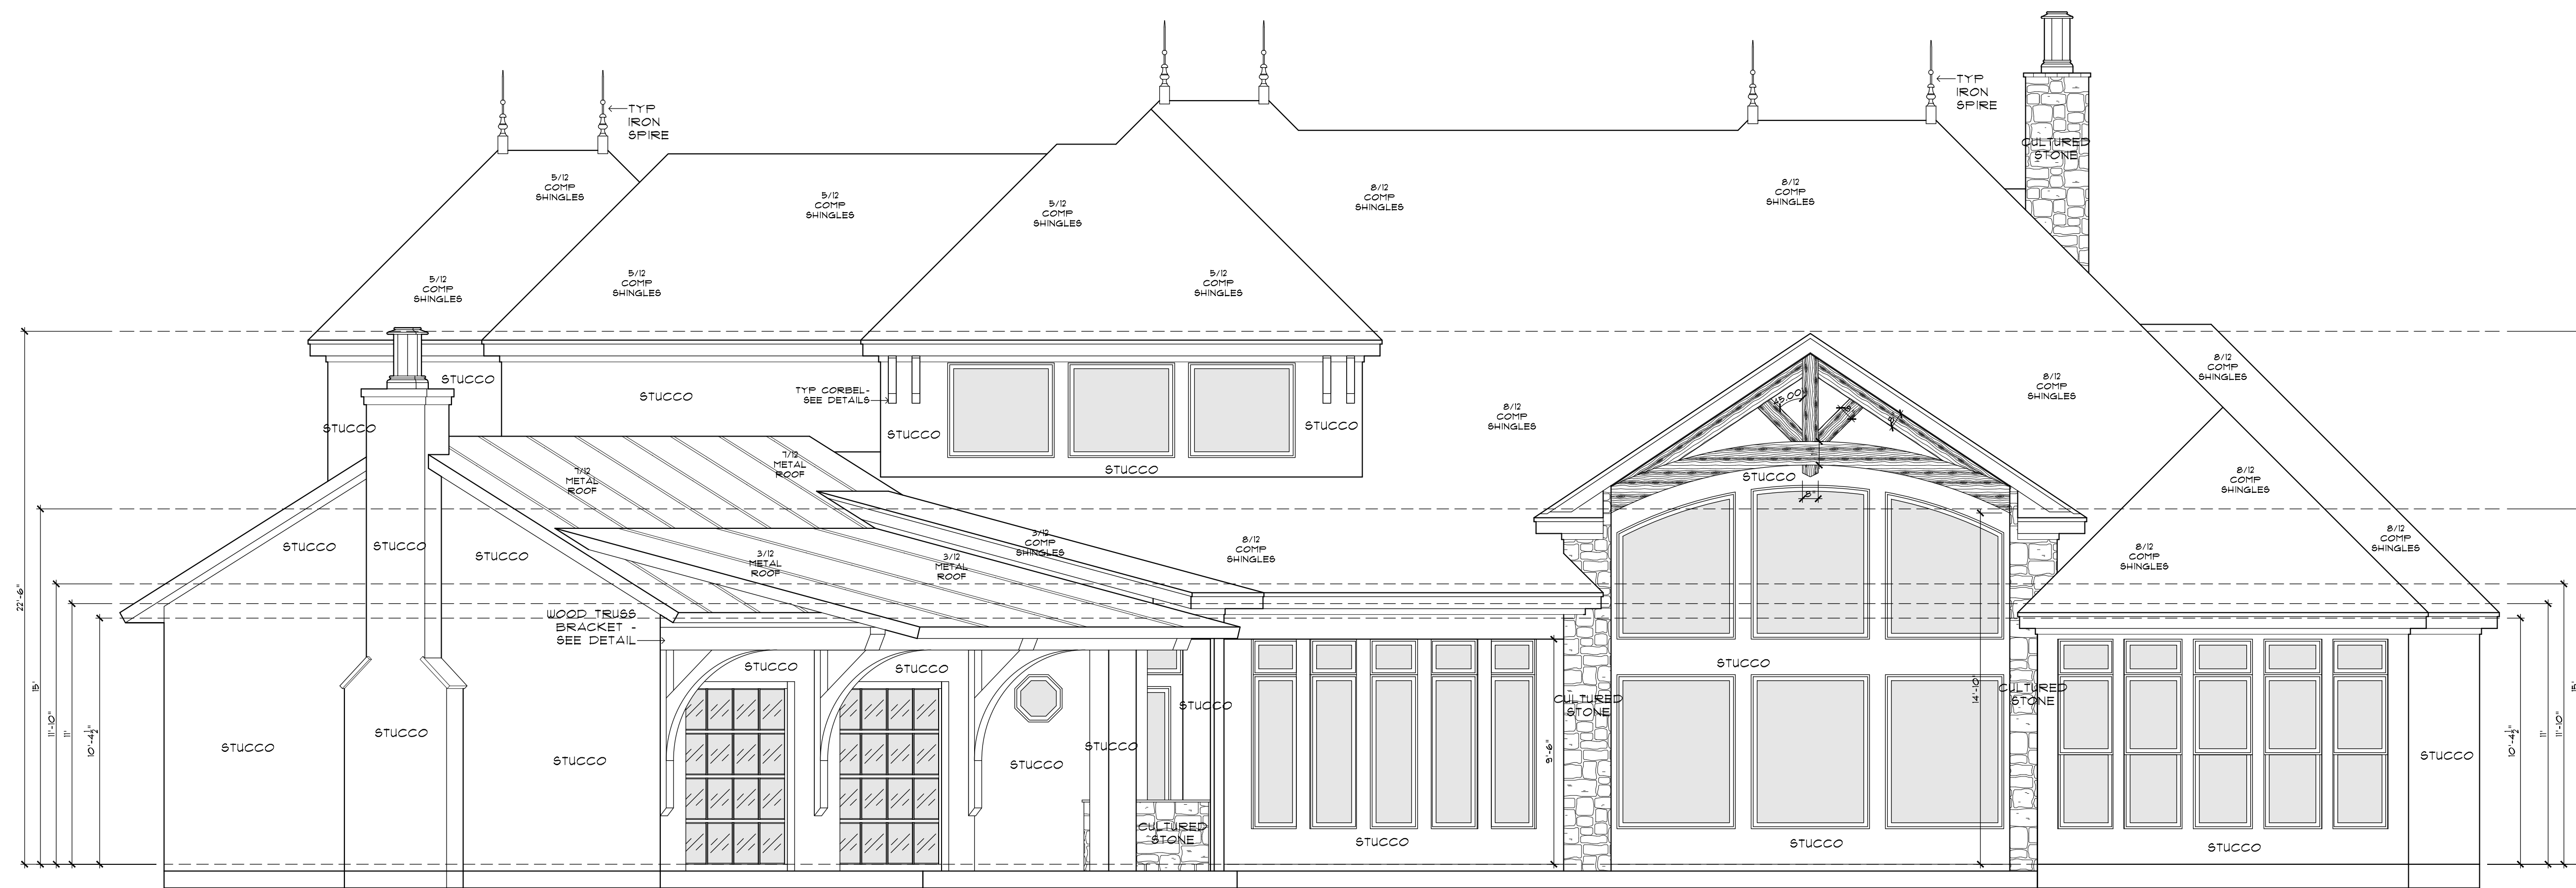 TYP
IRON
SPIRE
TYP
IRON
SPIRE
CULTURED
STONE
5/12
COMP
SHINGLES
5/12
COMP
SHINGLES
5/12
COMP
SHINGLES
8/12
COMP
SHINGLES
8/12
COMP
SHINGLES
5/12
COMP
SHINGLES
5/12
COMP
SHINGLES
5/12
COMP
SHINGLES
STUCCO
STUCCO
TYP CORBEL-
SEE DETAILS
STUCCO
STUCCO
STUCCO
STUCCO
8/12
COMP
SHINGLES
8/12
COMP
SHINGLES
8/12
COMP
SHINGLES
7/12
METAL
ROOF
7/12
METAL
ROOF
STUCCO
8"
8/12
COMP
SHINGLES
STUCCO
STUCCO
STUCCO
3/12
METAL
ROOF
3/12
METAL
ROOF
3/12
COMP
SHINGLES
8/12
COMP
SHINGLES
8/12
COMP
SHINGLES
8/12
COMP
SHINGLES
22'-6"
15'
11'-10"
11'
10'-4½"
WOOD TRUSS
BRACKET -
SEE DETAIL
STUCCO
STUCCO
STUCCO
STUCCO
STUCCO
STUCCO
STUCCO
STUCCO
STUCCO
CULTURED
STONE
STUCCO
9'-6"
CULTURED
STONE
STUCCO
14'-10"
STUCCO
CULTURED
STONE
STUCCO
STUCCO
10'-4½"
11'
11'-10"
15'